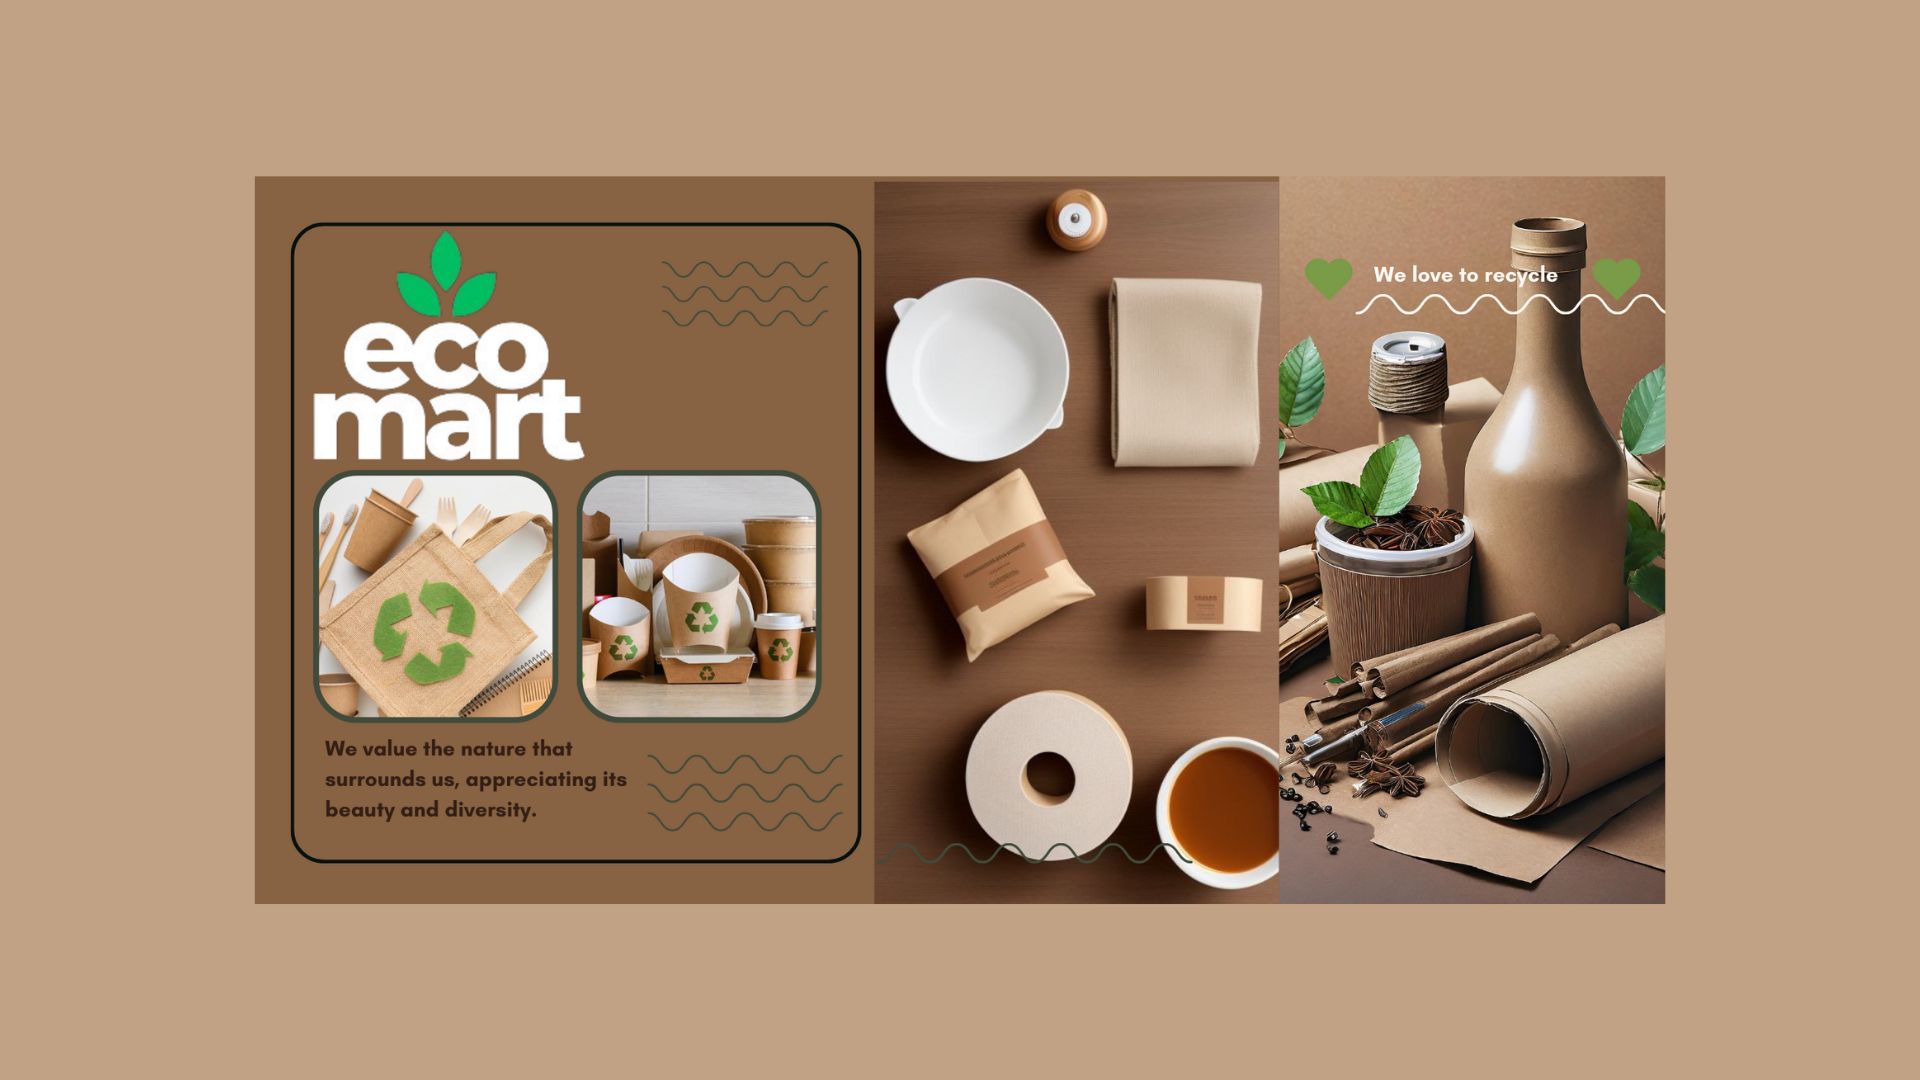 eco
mart
We value the nature that
surrounds us, appreciating its
beauty and diversity.
We love to recycle